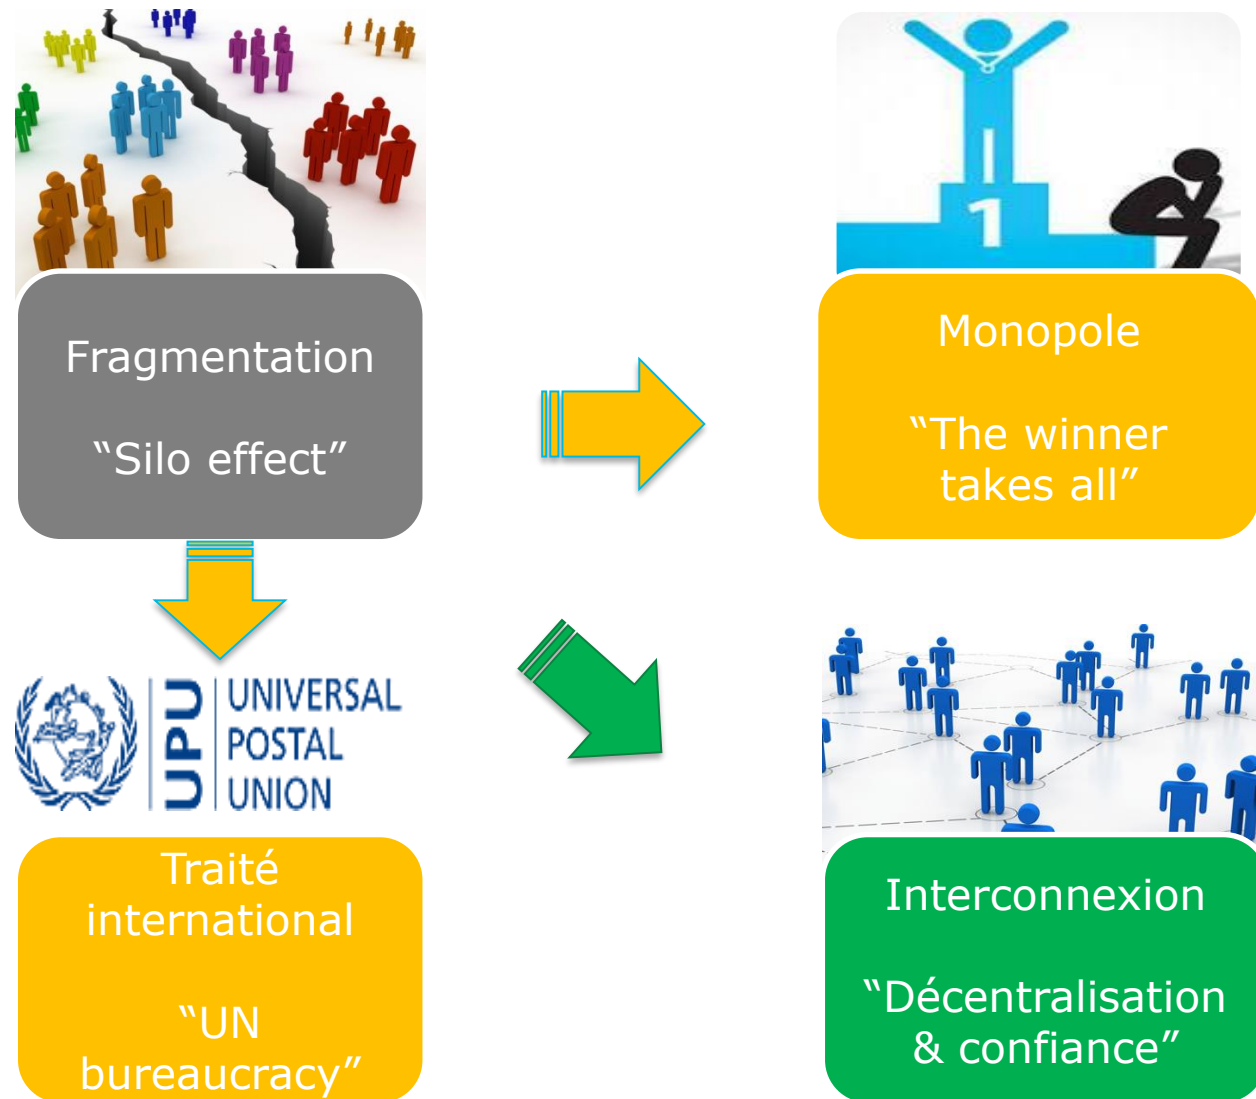 1
Fragmentation
“Silo effect”
Monopole
“The winner
takes all”
UPU
UNIVERSAL
POSTAL
UNION
Traité
international
“UN
bureaucracy”
Interconnexion
“Décentralisation
& confiance”